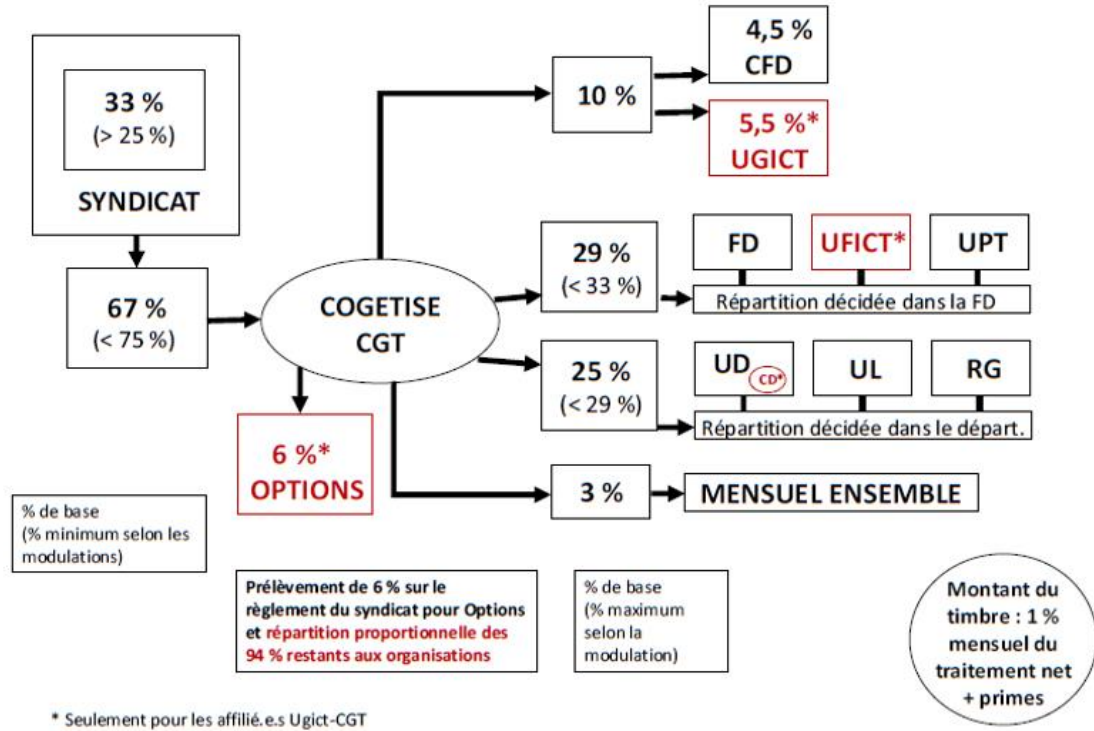 33 %
(> 25 %)
SYNDICAT
67 %
(< 75 %)
COGETISE
CGT
10 %
4,5 %
CFD
5,5 %*
UGICT
29 %
(< 33 %)
FD
UFICT*
UPT
Répartition décidée dans la FD
25 %
(< 29 %)
UD
CD*
UL
RG
Répartition décidée dans le départ.
6 %*
OPTIONS
3 %
MENSUEL ENSEMBLE
% de base
(% minimum selon les
modulations)
Prélèvement de 6 % sur le
règlement du syndicat pour Options
et répartition proportionnelle des
94 % restants aux organisations
% de base
(% maximum
selon la
modulation)
Montant du
timbre : 1 %
mensuel du
traitement net
+ primes
* Seulement pour les affilié.e.s Ugict-CGT